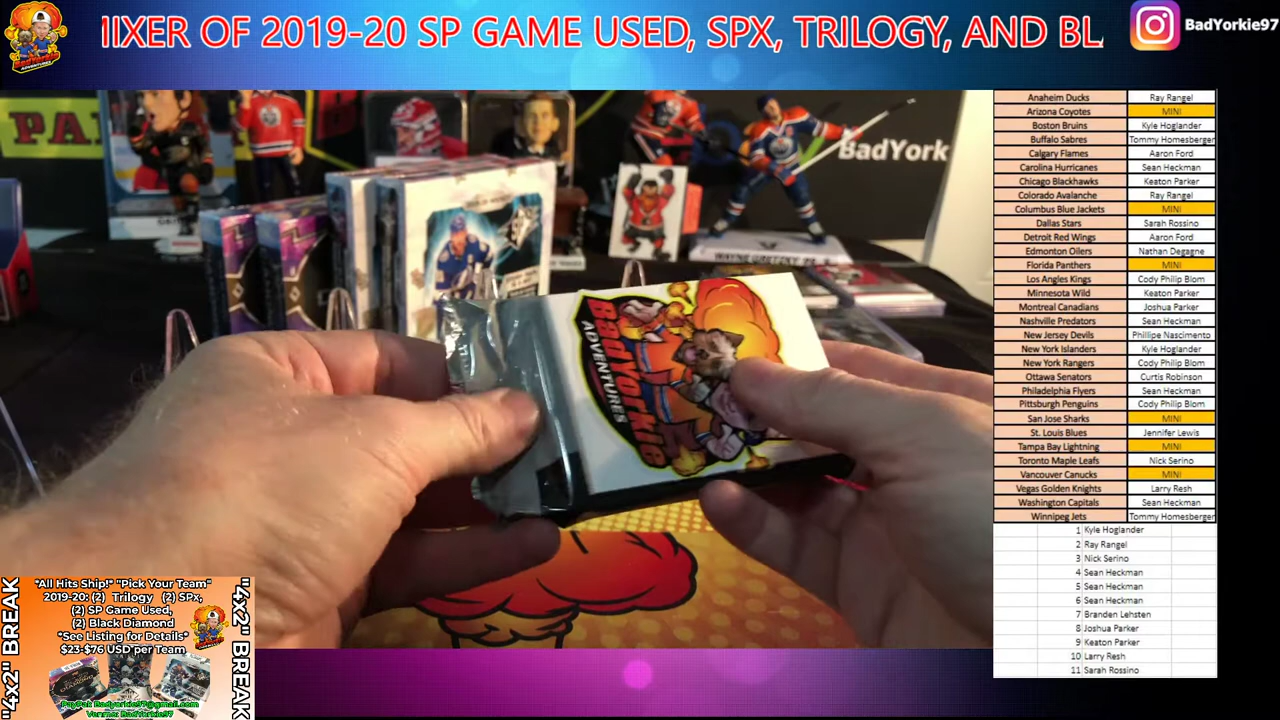 IIXER OF 2019-20 SP GAME USED, SPX, TRILOGY, AND BL
BadYorkie97
BadYork
BadYorkie
ADVENTURES
Anaheim Ducks Ray Rangel
Arizona Coyotes MINI
Boston Bruins Kyle Hoglander
Buffalo Sabres Tommy Homesberger
Calgary Flames Aaron Ford
Carolina Hurricanes Sean Heckman
Chicago Blackhawks Keaton Parker
Colorado Avalanche Ray Rangel
Columbus Blue Jackets MINI
Dallas Stars Sarah Rossino
Detroit Red Wings Aaron Ford
Edmonton Oilers Nathan Degagne
Florida Panthers MINI
Los Angeles Kings Cody Philip Blom
Minnesota Wild Keaton Parker
Montreal Canadians Joshua Parker
Nashville Predators Sean Heckman
New Jersey Devils Phillipe Nascimento
New York Islanders Kyle Hoglander
New York Rangers Cody Philip Blom
Ottawa Senators Curtis Robinson
Philadelphia Flyers Sean Heckman
Pittsburgh Penguins Cody Philip Blom
San Jose Sharks MINI
St. Louis Blues Jennifer Lewis
Tampa Bay Lightning MINI
Toronto Maple Leafs Nick Serino
Vancouver Canucks MINI
Vegas Golden Knights Larry Resh
Washington Capitals Sean Heckman
Winnipeg Jets Tommy Homesberger
1 Kyle Hoglander
2 Ray Rangel
3 Nick Serino
4 Sean Heckman
5 Sean Heckman
6 Sean Heckman
7 Branden Lehsten
8 Joshua Parker
9 Keaton Parker
10 Larry Resh
11 Sarah Rossino
"4x2" BREAK
"All Hits Ship!" "Pick Your Team"
2019-20: (2) Trilogy (2) SPx,
(2) SP Game Used,
(2) Black Diamond
*See Listing for Details*
$23-$76 USD per Team
PayPal: Badyorkie97@gmail.com
Venmo: BadYorkie97
"4x2" BREAK